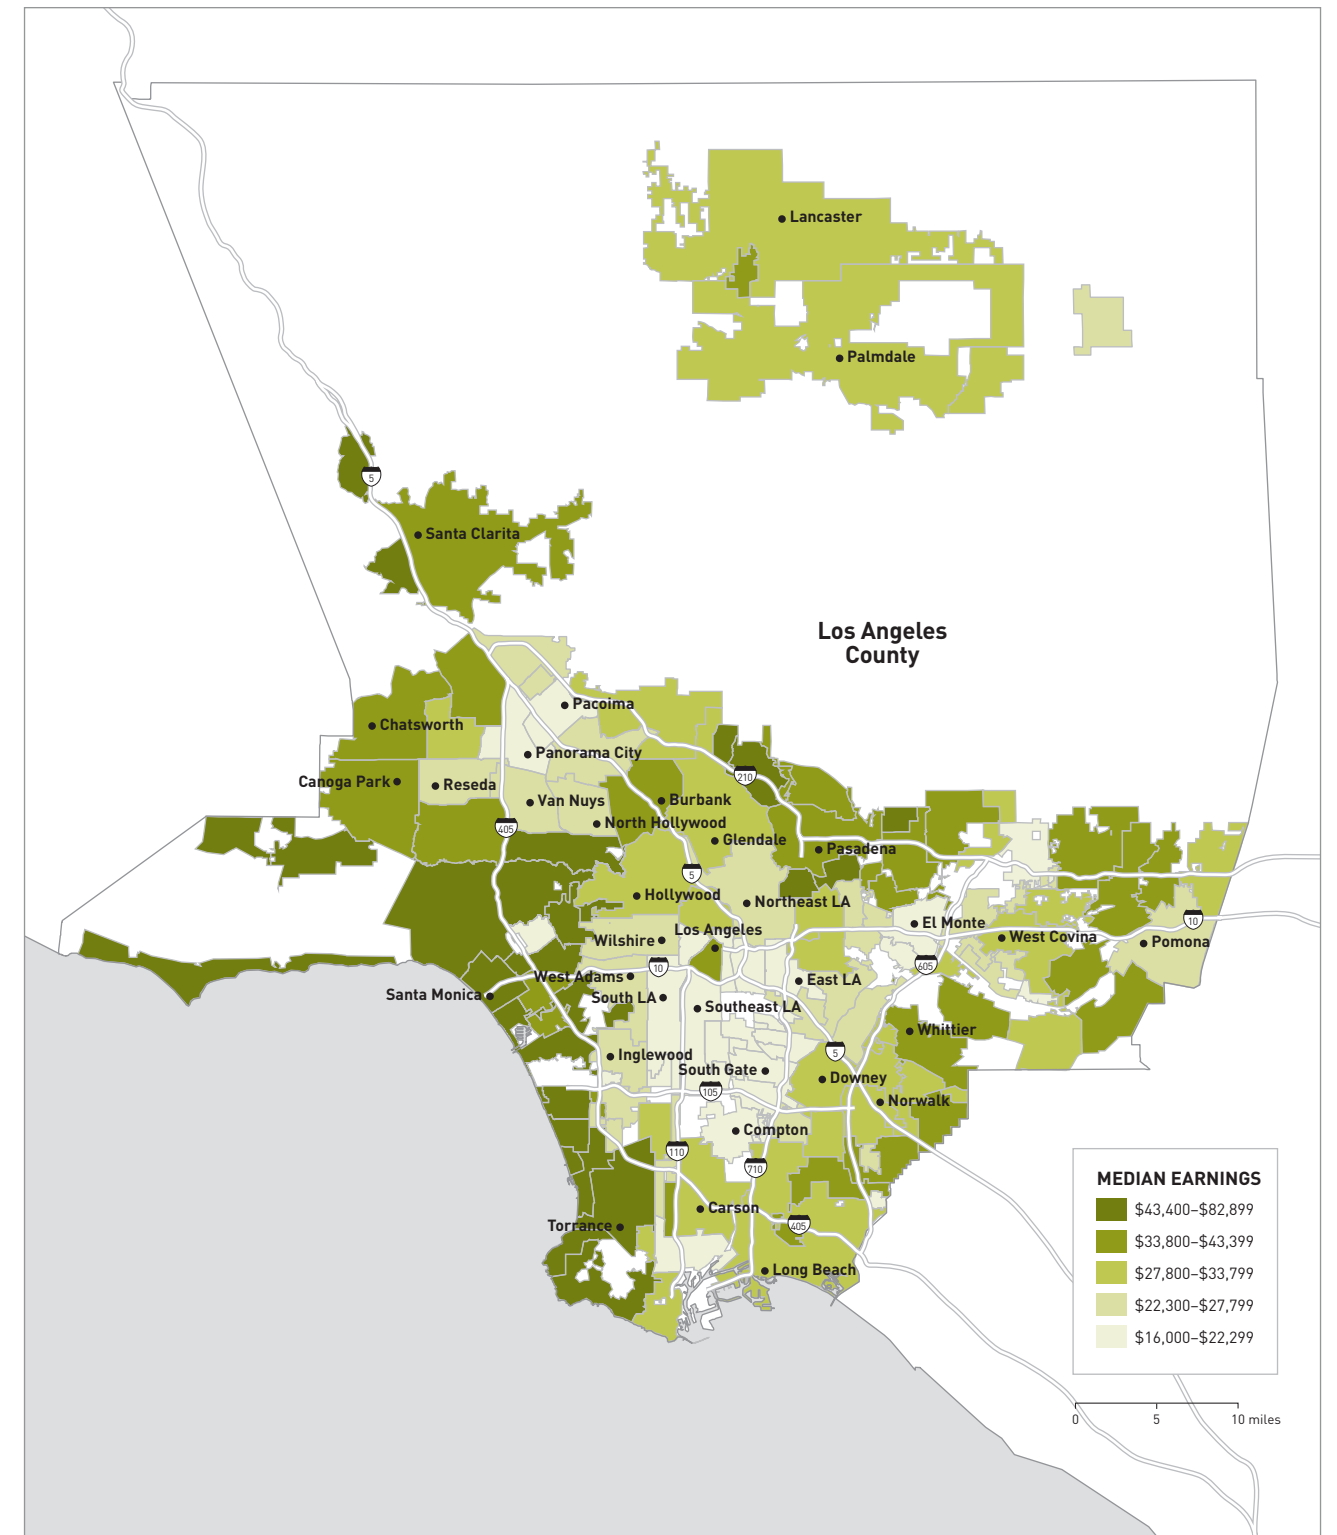 Lancaster
Palmdale
5
Santa Clarita
Los Angeles
County
Pacoima
Chatsworth
Panorama City
210
Canoga Park
Reseda
Van Nuys
Burbank
405
North Hollywood
Glendale
Pasadena
5
Hollywood
Northeast LA
El Monte
10
Los Angeles
Wilshire
West Covina
Pomona
10
605
West Adams
East LA
Santa Monica
South LA
Southeast LA
Whittier
Inglewood
5
South Gate
Downey
105
Norwalk
Compton
110
710
Carson
Torrance
405
Long Beach
MEDIAN EARNINGS
$43,400–$82,899
$33,800–$43,399
$27,800–$33,799
$22,300–$27,799
$16,000–$22,299
0 5 10 miles